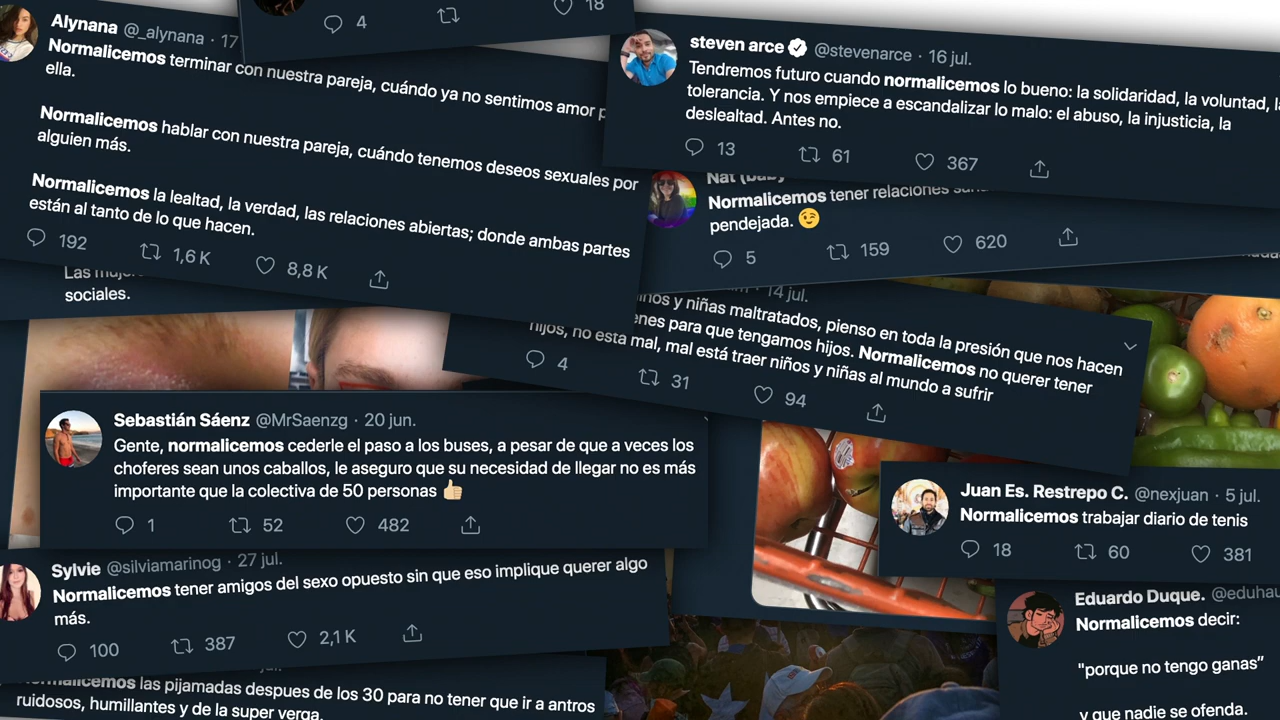 Alynana @_alynana · 17
Normalicemos terminar con nuestra pareja, cuándo ya no sentimos amor p
ella.
Normalicemos hablar con nuestra pareja, cuándo tenemos deseos sexuales por
alguien más.
Normalicemos la lealtad, la verdad, las relaciones abiertas; donde ambas partes
están al tanto de lo que hacen.
192 1,6 K 8,8 K
4 18
steven arce @stevenarce · 16 jul.
Tendremos futuro cuando normalicemos lo bueno: la solidaridad, la voluntad, la
tolerancia. Y nos empiece a escandalizar lo malo: el abuso, la injusticia, la
deslealtad. Antes no.
13 61 367
Nat (baby)
Normalicemos tener relaciones
pendejada. 😉
5 159 620
sociales.
14 jul.
niños y niñas maltratados, pienso en toda la presión que nos hacen
para que tengamos hijos. Normalicemos no querer tener
hijos, no esta mal, mal está traer niños y niñas al mundo a sufrir
4 31 94
Sebastián Sáenz @MrSaenzg · 20 jun.
Gente, normalicemos cederle el paso a los buses, a pesar de que a veces los
choferes sean unos caballos, le aseguro que su necesidad de llegar no es más
importante que la colectiva de 50 personas 👍🏼
1 52 482
Juan Es. Restrepo C. @nexjuan · 5 jul.
Normalicemos trabajar diario de tenis
18 60 381
Sylvie @silviamarinog · 27 jul.
Normalicemos tener amigos del sexo opuesto sin que eso implique querer algo
más.
100 387 2,1 K
Eduardo Duque. @eduhau
Normalicemos decir:
"porque no tengo ganas"
y que nadie se ofenda.
Normalicemos las pijamadas despues de los 30 para no tener que ir a antros
ruidosos, humillantes y de la super verga.